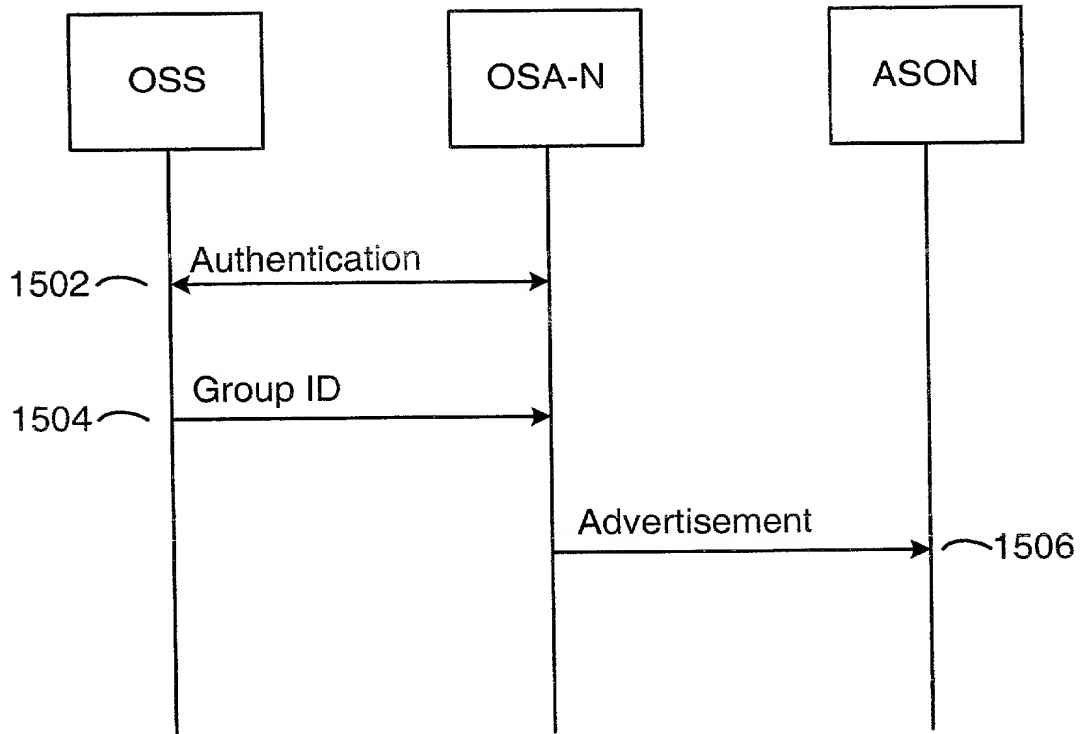 OSS
OSA-N
ASON
Authentication
1502
Group ID
1504
Advertisement
1506